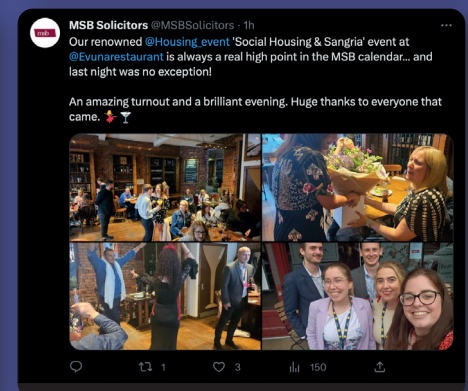 msb
MSB Solicitors @MSBSolicitors · 1h
Our renowned @Housing_event 'Social Housing & Sangria' event at
@Evunarestaurant is always a real high point in the MSB calendar... and
last night was no exception!
An amazing turnout and a brilliant evening. Huge thanks to everyone that
came. 💃🍸
1 3 150